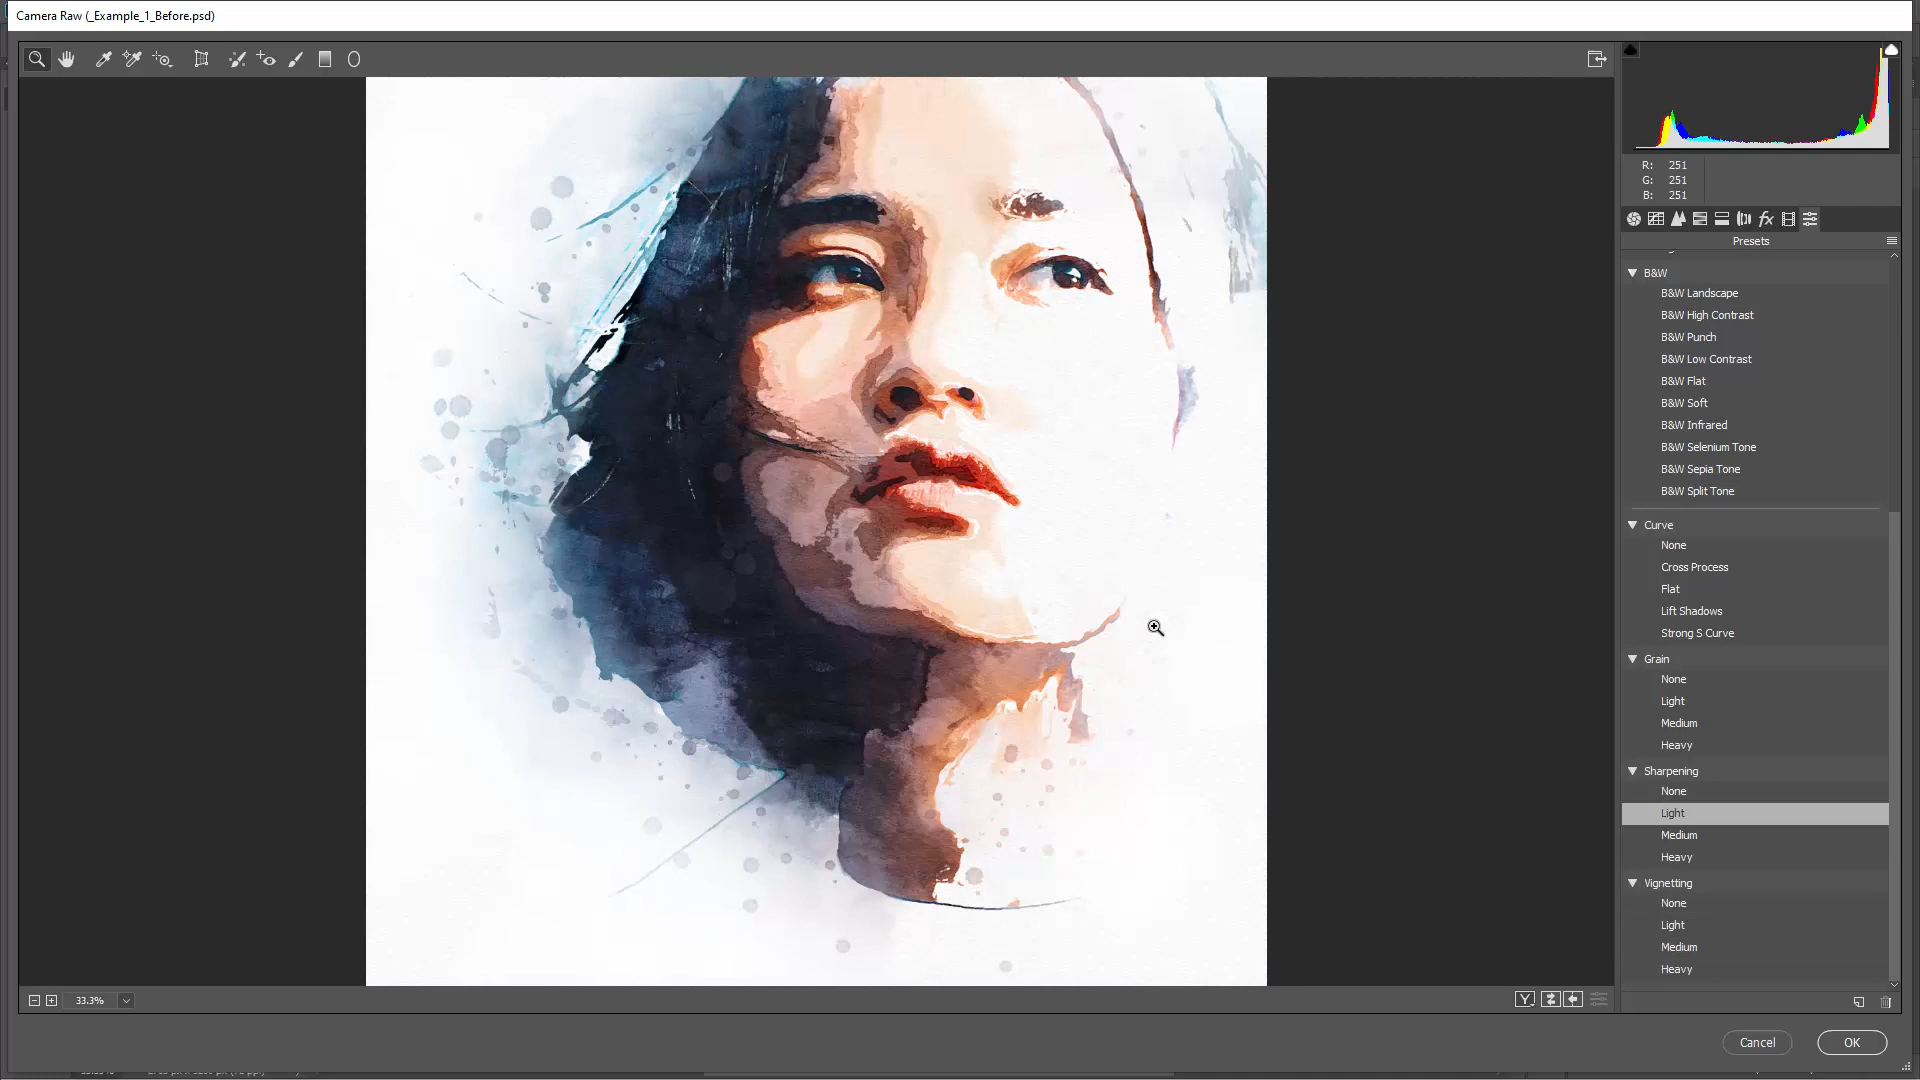 Camera Raw (_Example_1_Before.psd)
R: 251
G: 251
B: 251
fx
Presets
B&W
B&W Landscape
B&W High Contrast
B&W Punch
B&W Low Contrast
B&W Flat
B&W Soft
B&W Infrared
B&W Selenium Tone
B&W Sepia Tone
B&W Split Tone
Curve
None
Cross Process
Flat
Lift Shadows
Strong S Curve
Grain
None
Light
Medium
Heavy
Sharpening
None
Light
Medium
Heavy
Vignetting
None
Light
Medium
Heavy
33.3%
Y
Cancel
OK